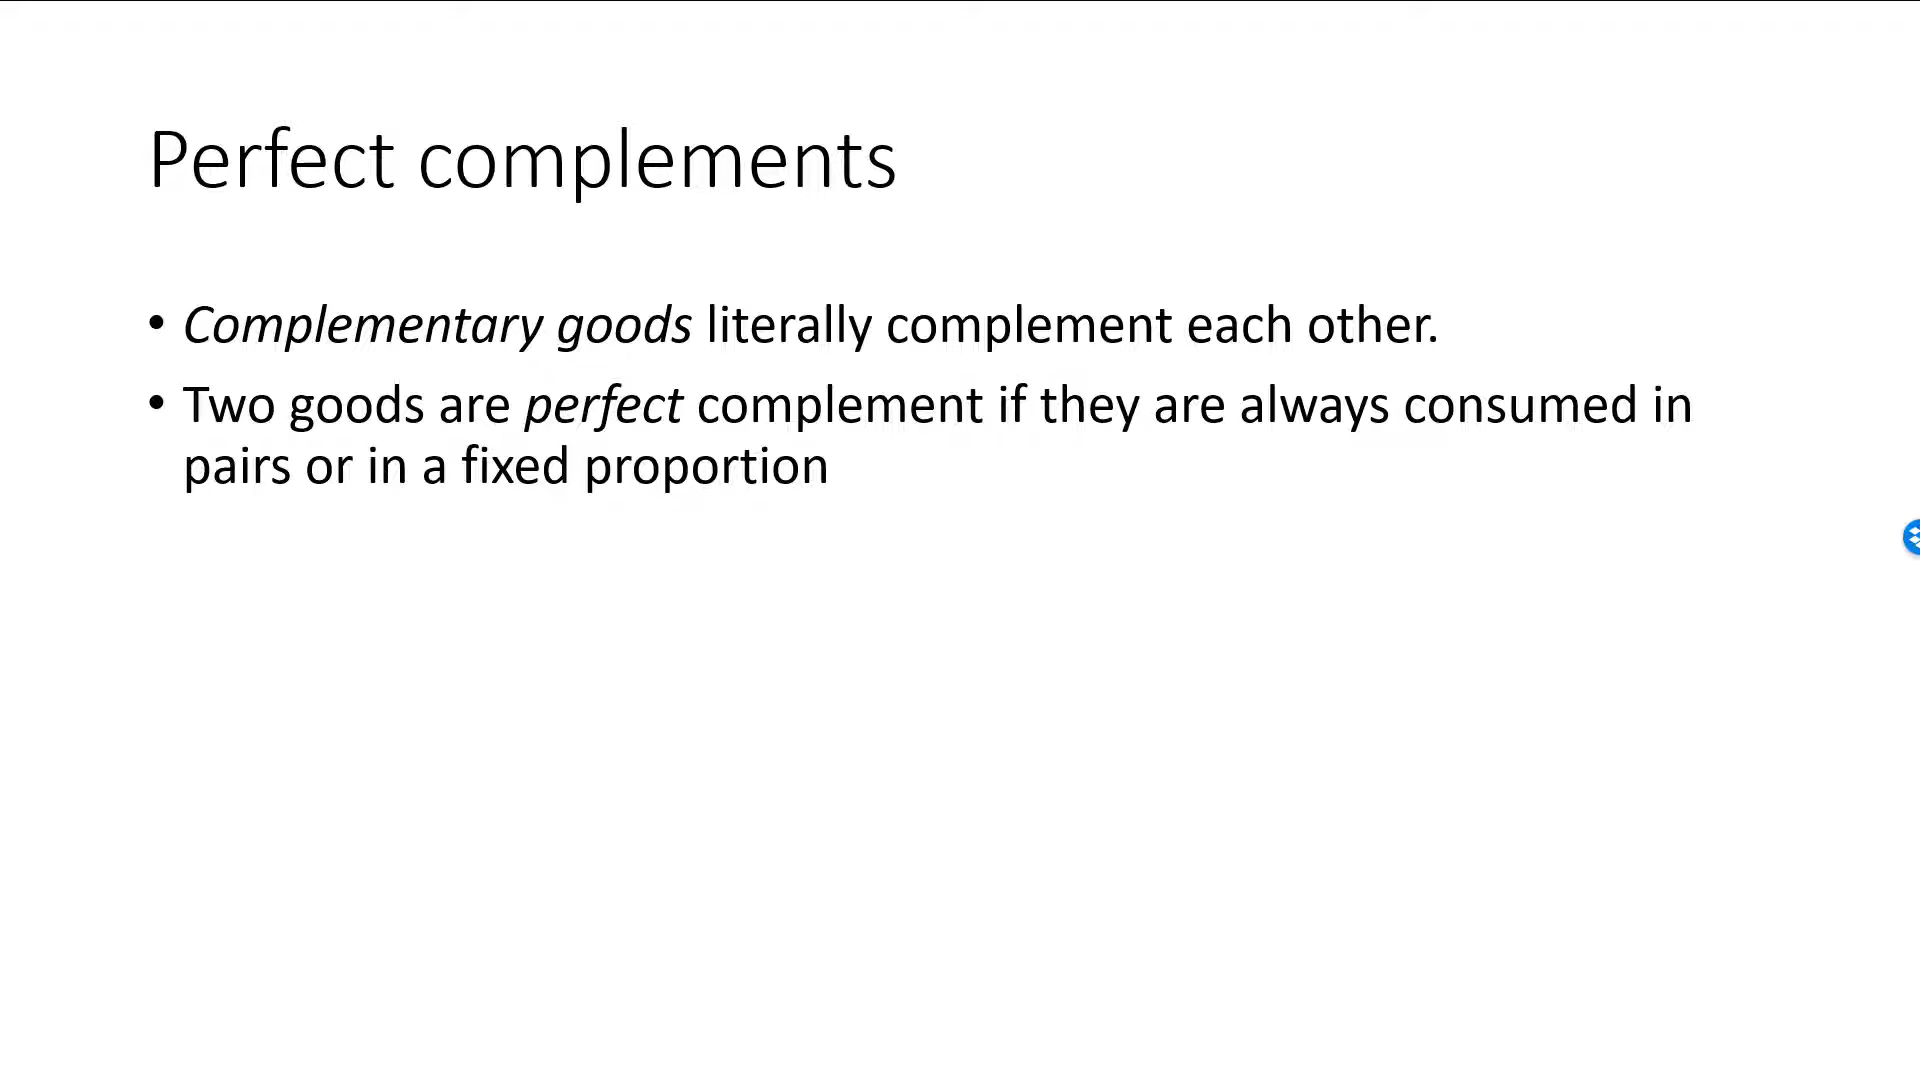 Perfect complements
• Complementary goods literally complement each other.
• Two goods are perfect complement if they are always consumed in
pairs or in a fixed proportion